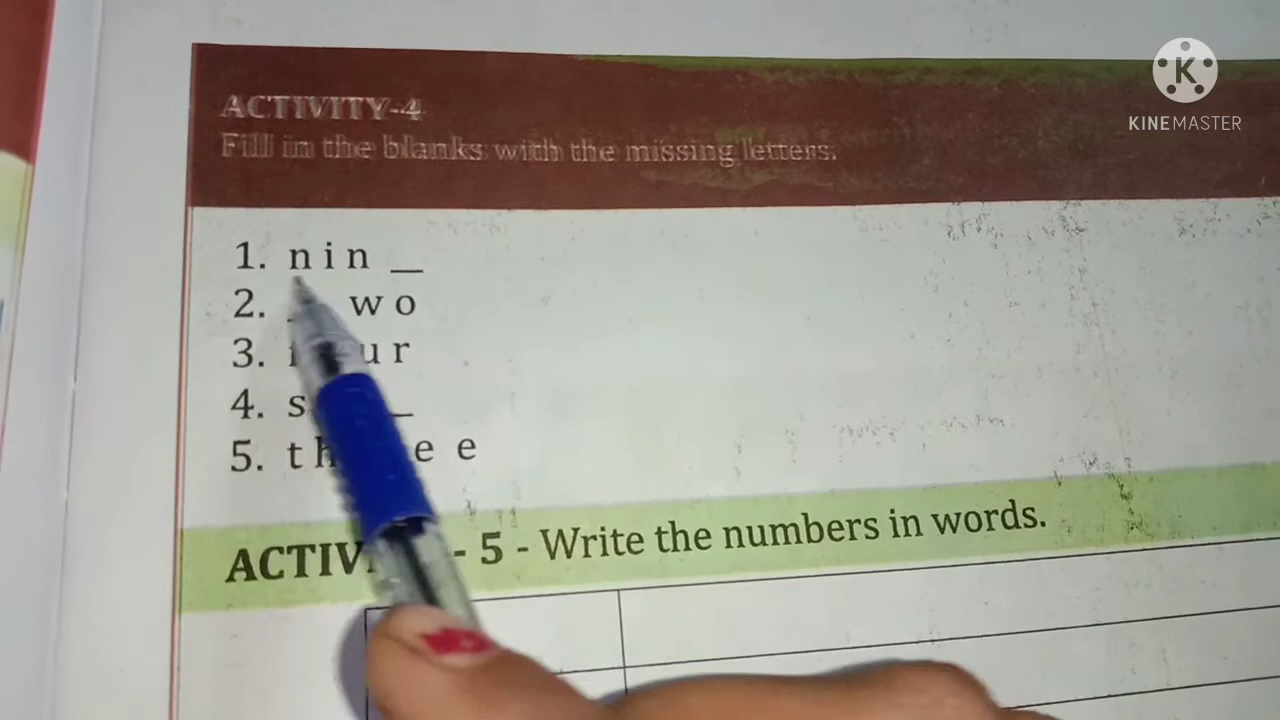 KINEMASTER
ACTIVITY-4
Fill in the blanks with the missing letters.
1. n i n _
2. _ w o
3. u r
4. s _
5. t h e e
ACTIV - 5 - Write the numbers in words.